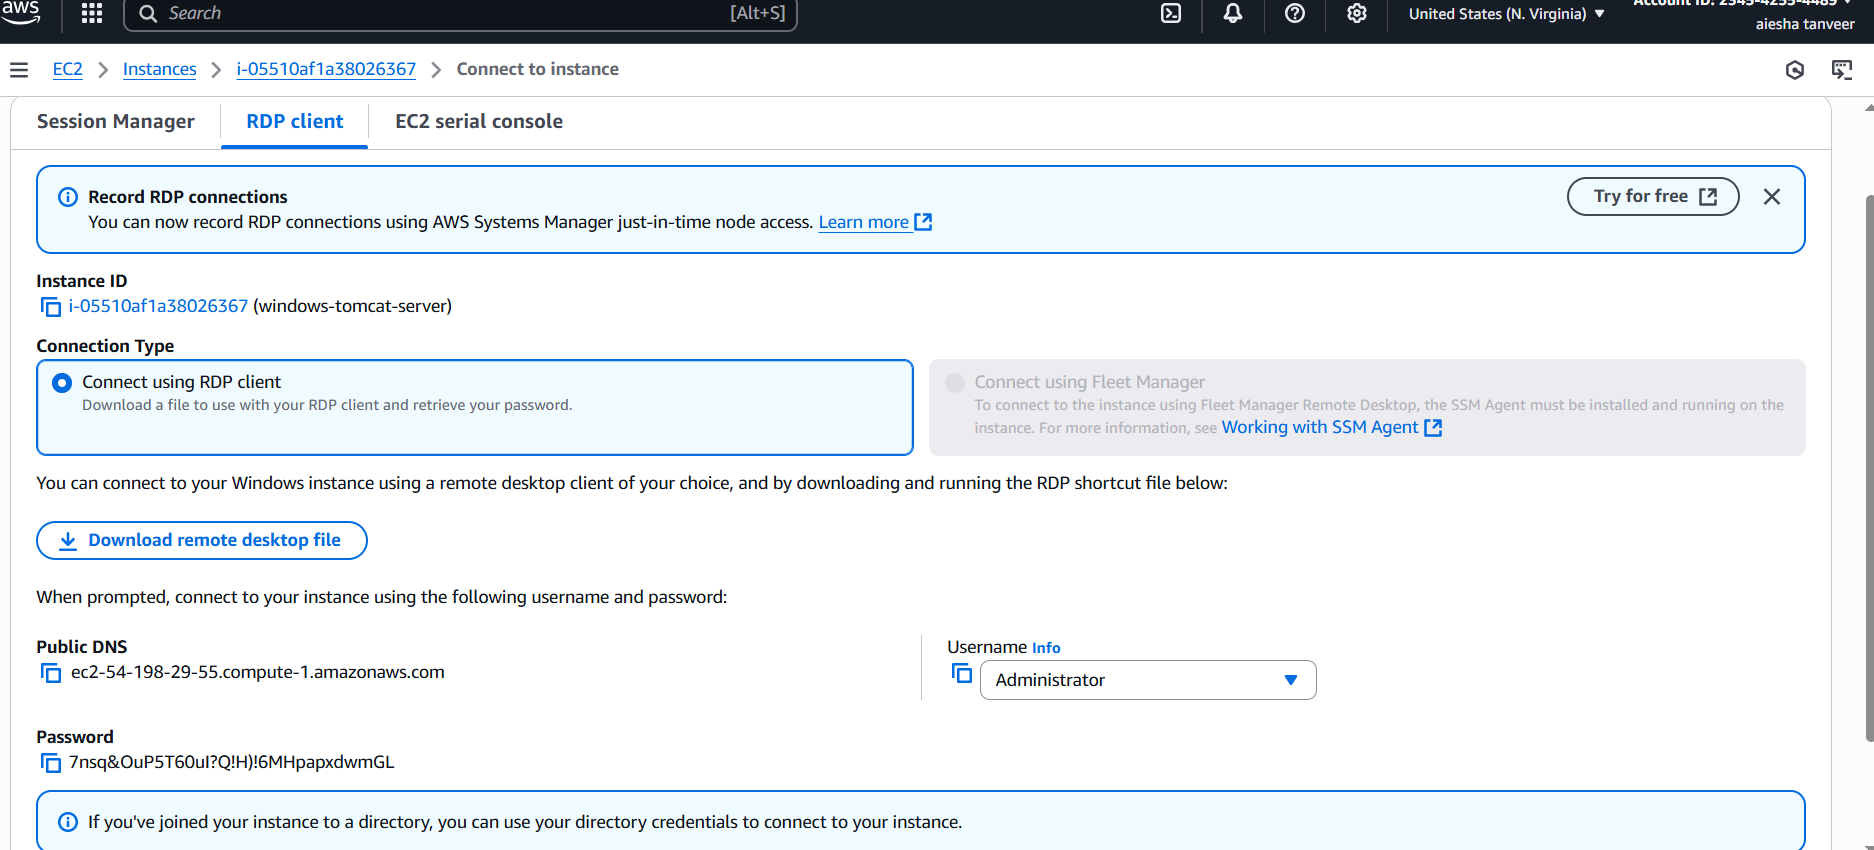 aws
Search
[Alt+S]
United States (N. Virginia)
Account ID: 2345-4255-4489
aiesha tanveer
EC2
Instances
i-05510af1a38026367
Connect to instance
Session Manager
RDP client
EC2 serial console
Record RDP connections
Try for free
You can now record RDP connections using AWS Systems Manager just-in-time node access. Learn more
Instance ID
i-05510af1a38026367 (windows-tomcat-server)
Connection Type
Connect using RDP client
Download a file to use with your RDP client and retrieve your password.
Connect using Fleet Manager
To connect to the instance using Fleet Manager Remote Desktop, the SSM Agent must be installed and running on the
instance. For more information, see Working with SSM Agent
You can connect to your Windows instance using a remote desktop client of your choice, and by downloading and running the RDP shortcut file below:
Download remote desktop file
When prompted, connect to your instance using the following username and password:
Public DNS
ec2-54-198-29-55.compute-1.amazonaws.com
Username Info
Administrator
Password
7nsq&OuP5T60uI?Q!H)!6MHpapxdwmGL
If you've joined your instance to a directory, you can use your directory credentials to connect to your instance.